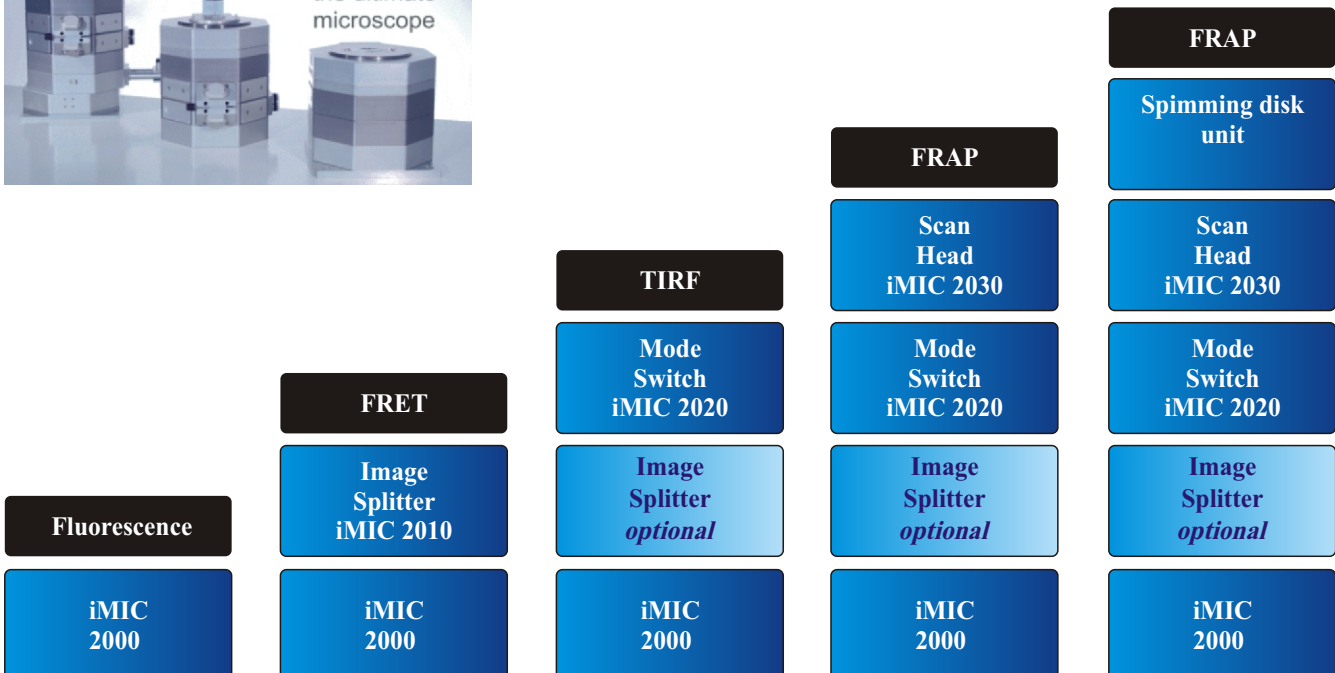 microscope
FRAP
Spimming disk
unit
FRAP
Scan
Head
iMIC 2030
Scan
Head
iMIC 2030
TIRF
Mode
Switch
iMIC 2020
Mode
Switch
iMIC 2020
Mode
Switch
iMIC 2020
FRET
Image
Splitter
iMIC 2010
Image
Splitter
optional
Image
Splitter
optional
Image
Splitter
optional
Fluorescence
iMIC
2000
iMIC
2000
iMIC
2000
iMIC
2000
iMIC
2000